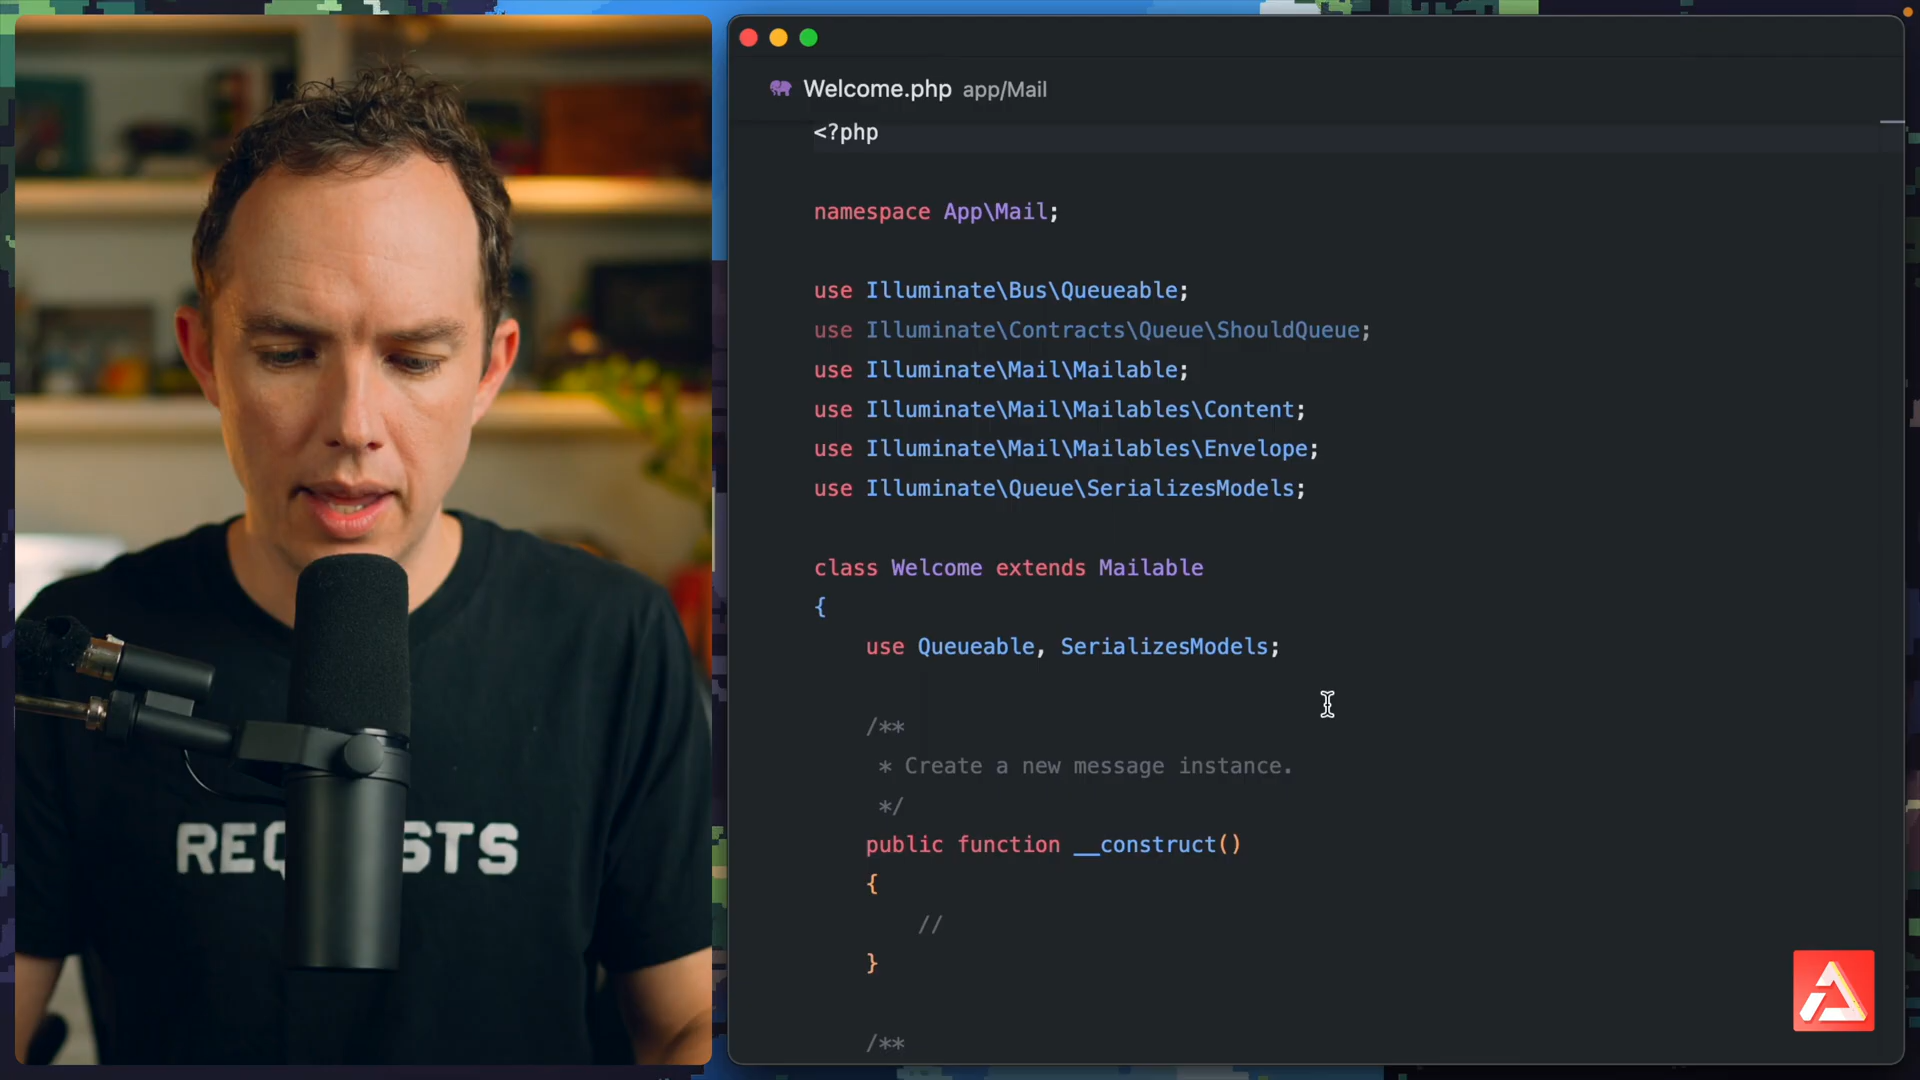 REQ STS
Welcome.php app/Mail
<?php
namespace App\Mail;
use Illuminate\Bus\Queueable;
use Illuminate\Contracts\Queue\ShouldQueue;
use Illuminate\Mail\Mailable;
use Illuminate\Mail\Mailables\Content;
use Illuminate\Mail\Mailables\Envelope;
use Illuminate\Queue\SerializesModels;
class Welcome extends Mailable
{
use Queueable, SerializesModels;
/**
* Create a new message instance.
*/
public function __construct()
{
//
}
/**